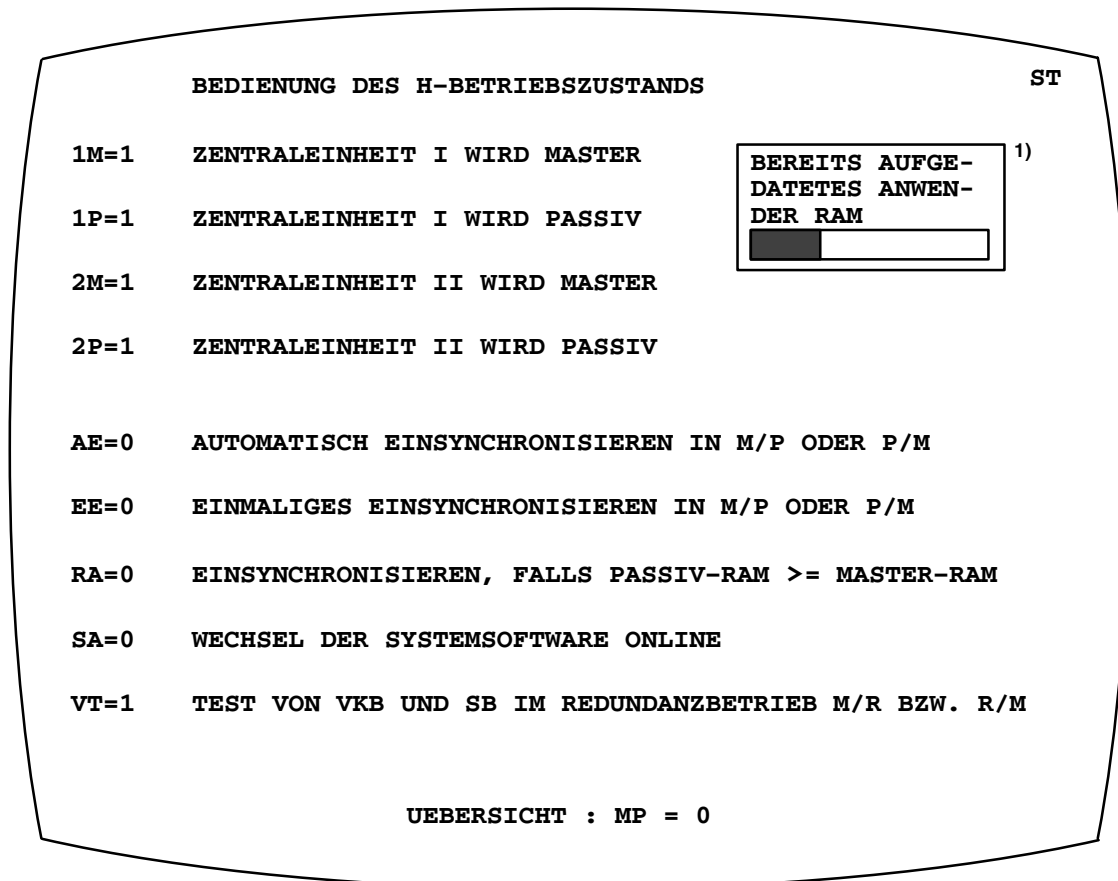 BEDIENUNG DES H-BETRIEBSZUSTANDS
ST
1M=1 ZENTRALEINHEIT I WIRD MASTER
1P=1 ZENTRALEINHEIT I WIRD PASSIV
2M=1 ZENTRALEINHEIT II WIRD MASTER
2P=1 ZENTRALEINHEIT II WIRD PASSIV
BEREITS AUFGE-
DATETES ANWEN-
DER RAM
1)
AE=0 AUTOMATISCH EINSYNCHRONISIEREN IN M/P ODER P/M
EE=0 EINMALIGES EINSYNCHRONISIEREN IN M/P ODER P/M
RA=0 EINSYNCHRONISIEREN, FALLS PASSIV-RAM >= MASTER-RAM
SA=0 WECHSEL DER SYSTEMSOFTWARE ONLINE
VT=1 TEST VON VKB UND SB IM REDUNDANZBETRIEB M/R BZW. R/M
UEBERSICHT : MP = 0